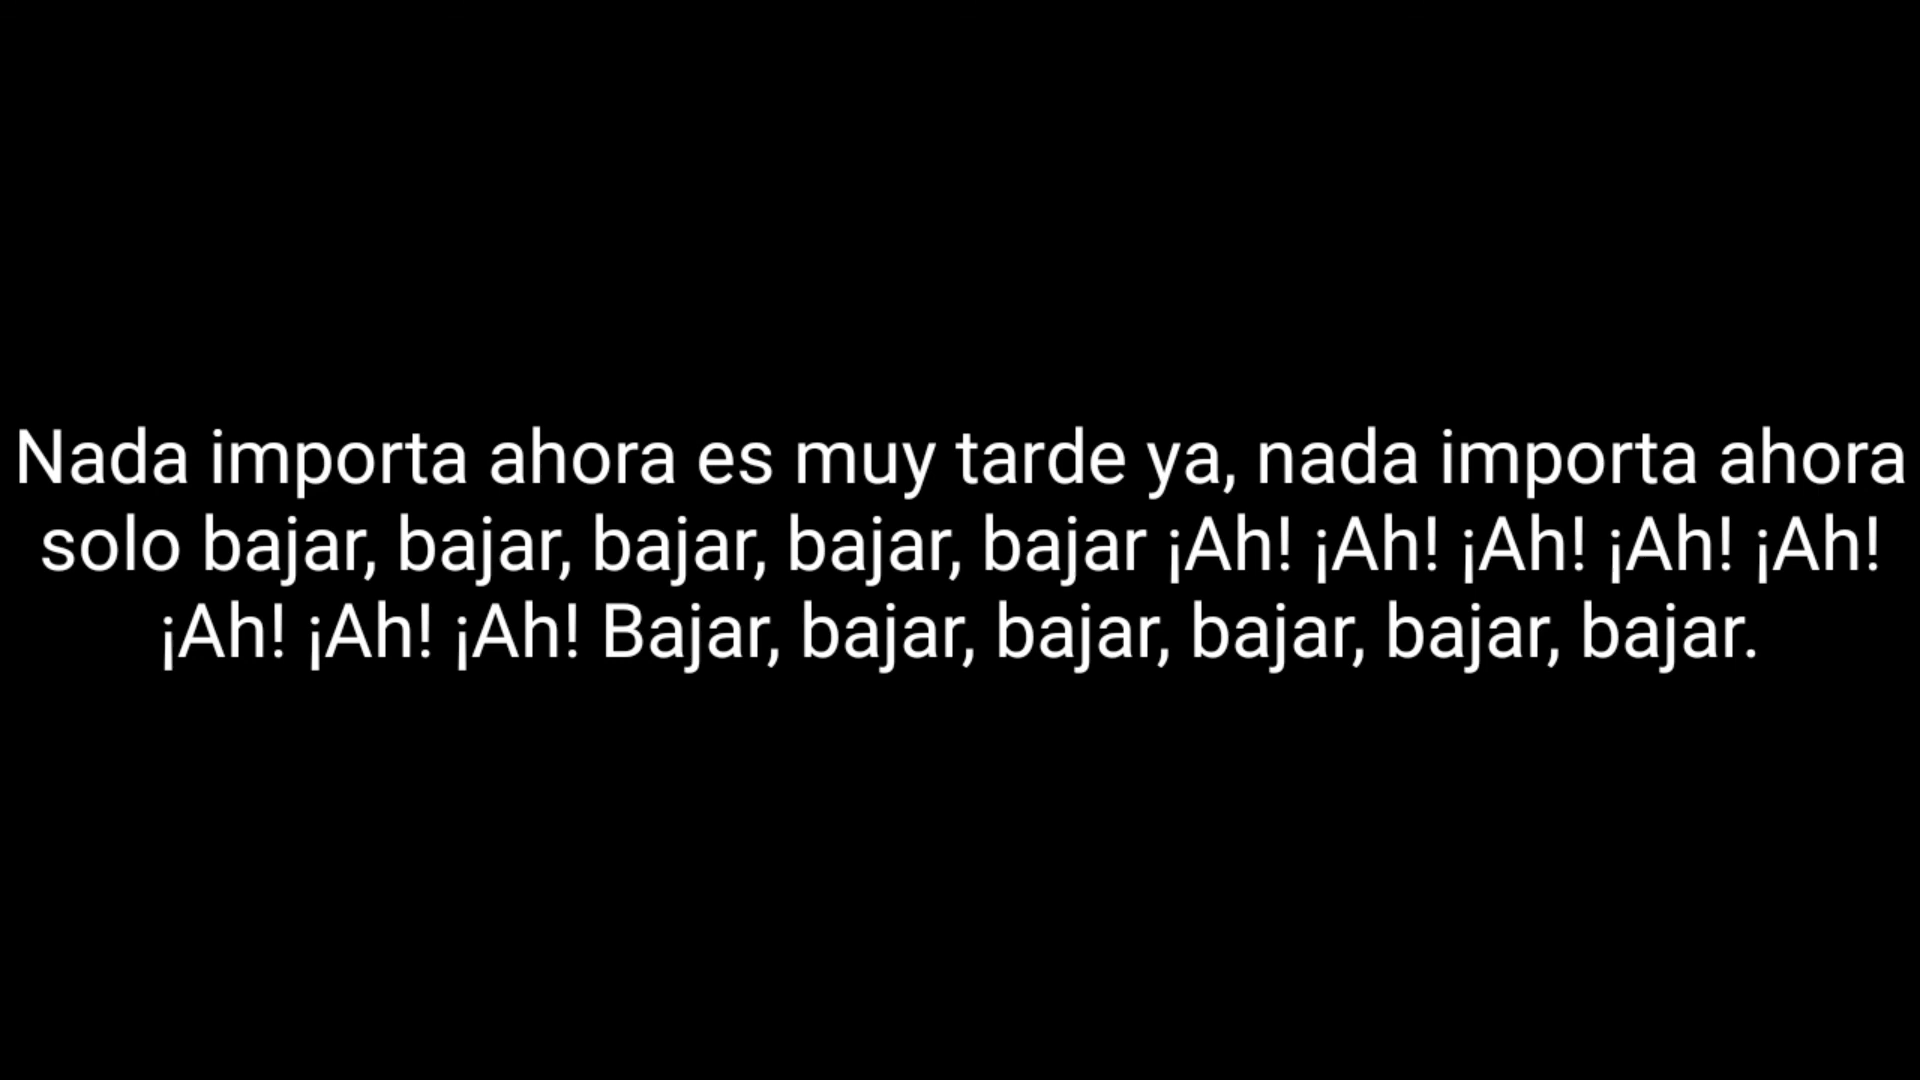 Nada importa ahora es muy tarde ya, nada importa ahora
solo bajar, bajar, bajar, bajar, bajar ¡Ah! ¡Ah! ¡Ah! ¡Ah! ¡Ah!
¡Ah! ¡Ah! ¡Ah! Bajar, bajar, bajar, bajar, bajar, bajar.